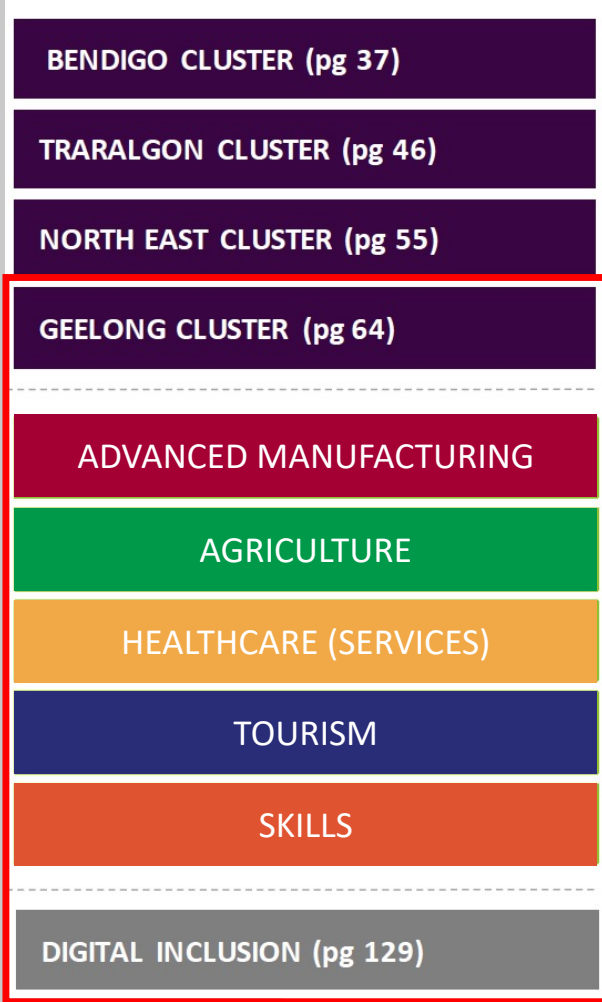 BENDIGO CLUSTER (pg 37)
TRARALGON CLUSTER (pg 46)
NORTH EAST CLUSTER (pg 55)
GEELONG CLUSTER (pg 64)
ADVANCED MANUFACTURING
AGRICULTURE
HEALTHCARE (SERVICES)
TOURISM
SKILLS
DIGITAL INCLUSION (pg 129)